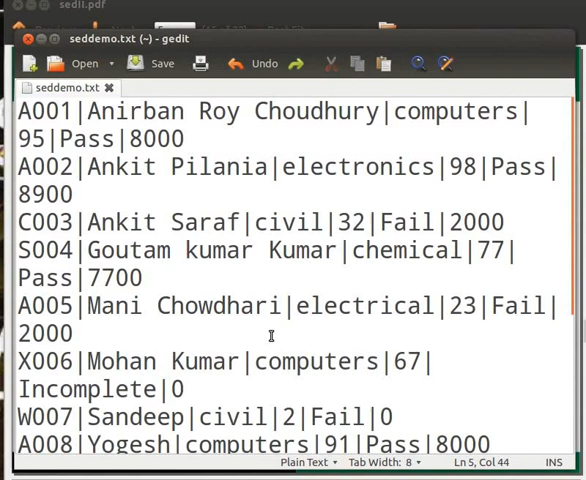 sedII.pdf
seddemo.txt (~) - gedit
Open Save Undo
seddemo.txt
A001|Anirban Roy Choudhury|computers|
95|Pass|8000
A002|Ankit Pilania|electronics|98|Pass|
8900
C003|Ankit Saraf|civil|32|Fail|2000
S004|Goutam kumar Kumar|chemical|77|
Pass|7700
A005|Mani Chowdhari|electrical|23|Fail|
2000
X006|Mohan Kumar|computers|67|
Incomplete|0
W007|Sandeep|civil|2|Fail|0
A008|Yogesh|computers|91|Pass|8000
Plain Text Tab Width: 8 Ln 5, Col 44 INS